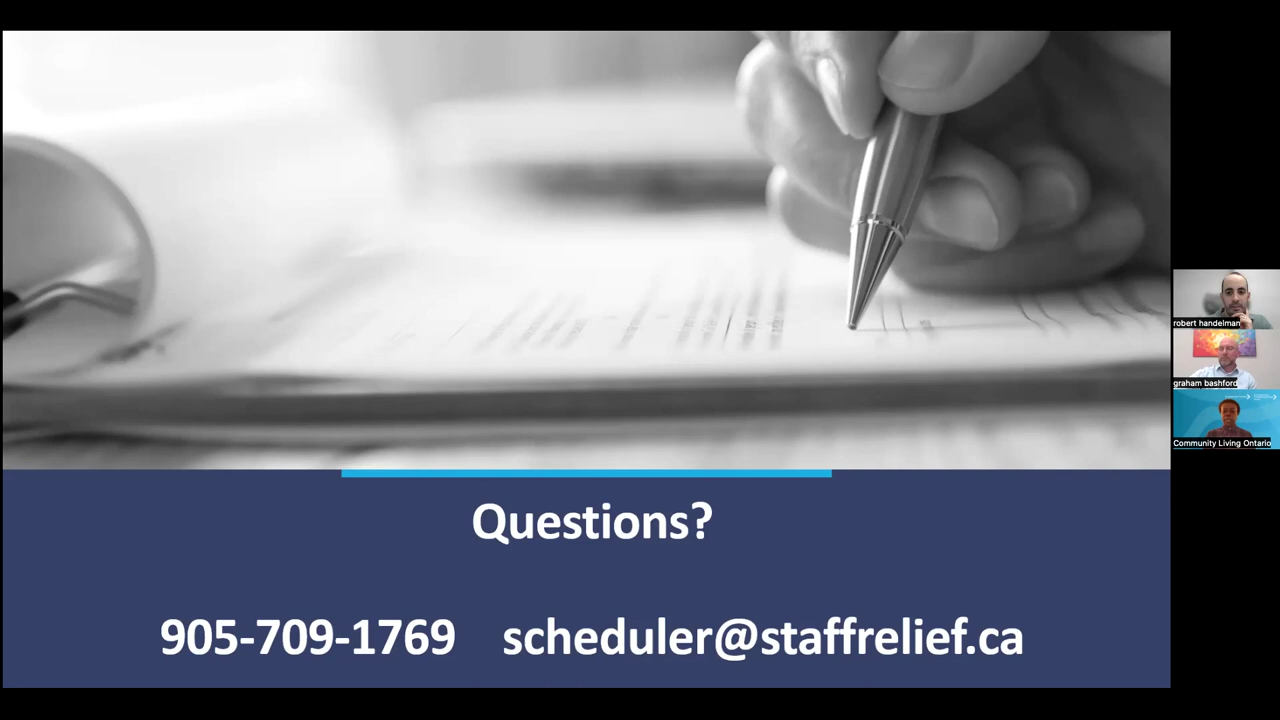 Questions?
905-709-1769 scheduler@staffrelief.ca
robert handelman
graham bashford
Community Living Ontario